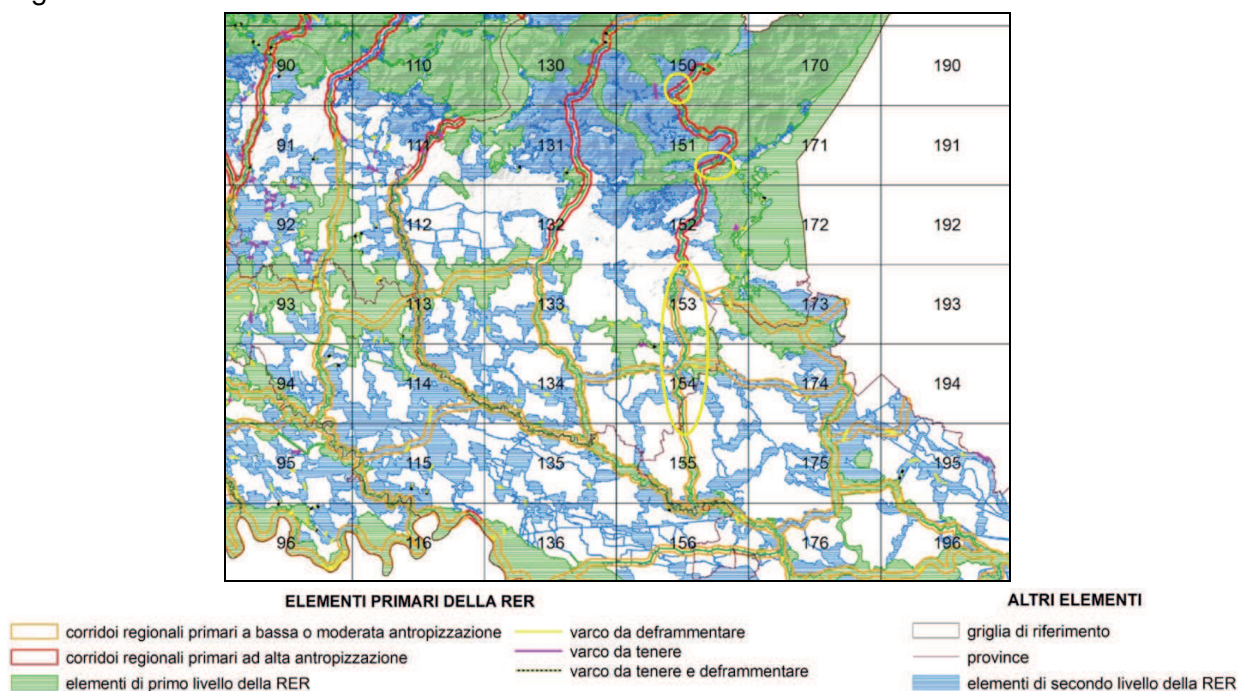 90 110 130 150 170 190
91 111 131 151 171 191
92 112 132 152 172 192
93 113 133 153 173 193
94 114 134 154 174 194
95 115 135 155 175 195
96 116 136 156 176 196
ELEMENTI PRIMARI DELLA RER
corridoi regionali primari a bassa o moderata antropizzazione
corridoi regionali primari ad alta antropizzazione
elementi di primo livello della RER
varco da deframmentare
varco da tenere
varco da tenere e deframmentare
ALTRI ELEMENTI
griglia di riferimento
province
elementi di secondo livello della RER